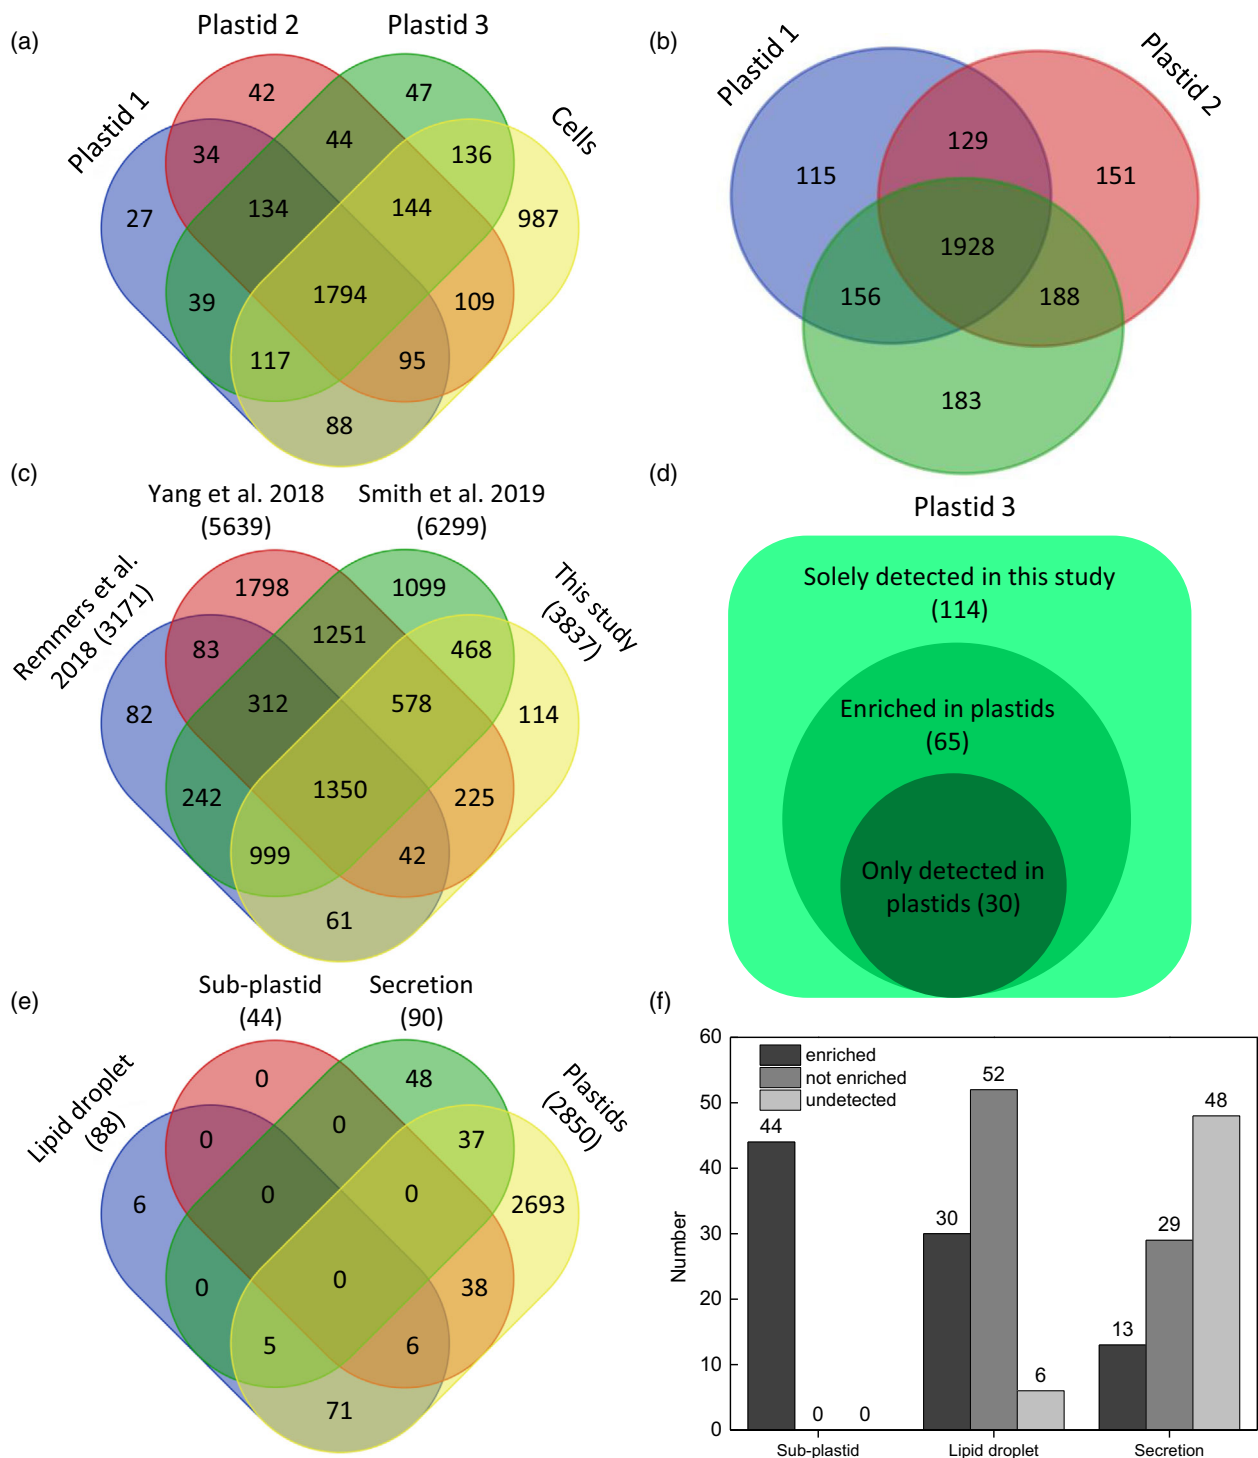 (a)
Plastid 2
Plastid 3
Plastid 1
Cells
42
47
34
44
136
27
134
144
987
39
1794
109
117
95
88
(b)
Plastid 1
Plastid 2
115
129
151
1928
156
188
183
Plastid 3
(c)
Yang et al. 2018
(5639)
Smith et al. 2019
(6299)
Remmers et al.
2018 (3171)
This study
(3837)
1798
1099
83
1251
468
82
312
578
114
242
1350
225
999
42
61
(d)
Solely detected in this study
(114)
Enriched in plastids
(65)
Only detected in
plastids (30)
(e)
Sub-plastid
(44)
Secretion
(90)
Lipid droplet
(88)
Plastids
(2850)
0
48
0
0
37
6
0
0
2693
0
0
38
5
6
71
(f)
Number
60
50
40
30
20
10
0
enriched
not enriched
undetected
44
0
0
30
52
6
13
29
48
Sub-plastid
Lipid droplet
Secretion